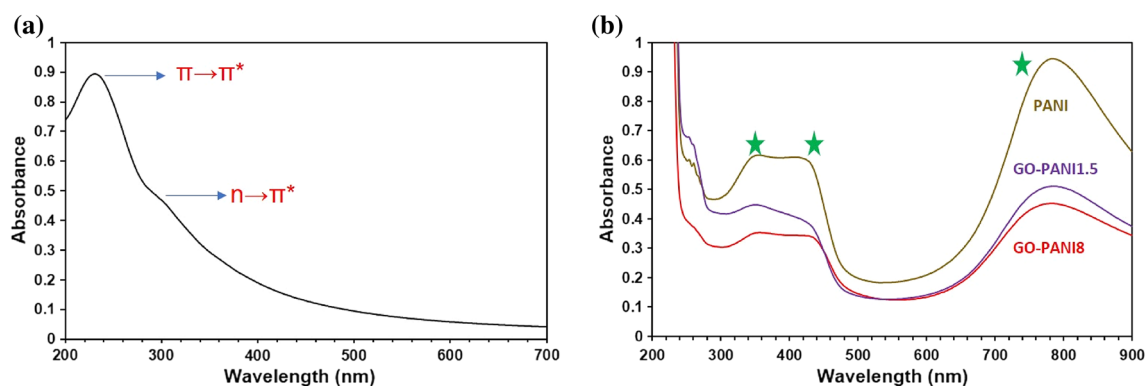 (a)
1
0.9
0.8
0.7
0.6
0.5
0.4
0.3
0.2
0.1
0
Absorbance
π→π*
n→π*
200 300 400 500 600 700
Wavelength (nm)
(b)
1
0.9
0.8
0.7
0.6
0.5
0.4
0.3
0.2
0.1
0
Absorbance
PANI
GO-PANI1.5
GO-PANI8
200 300 400 500 600 700 800 900
Wavelength (nm)